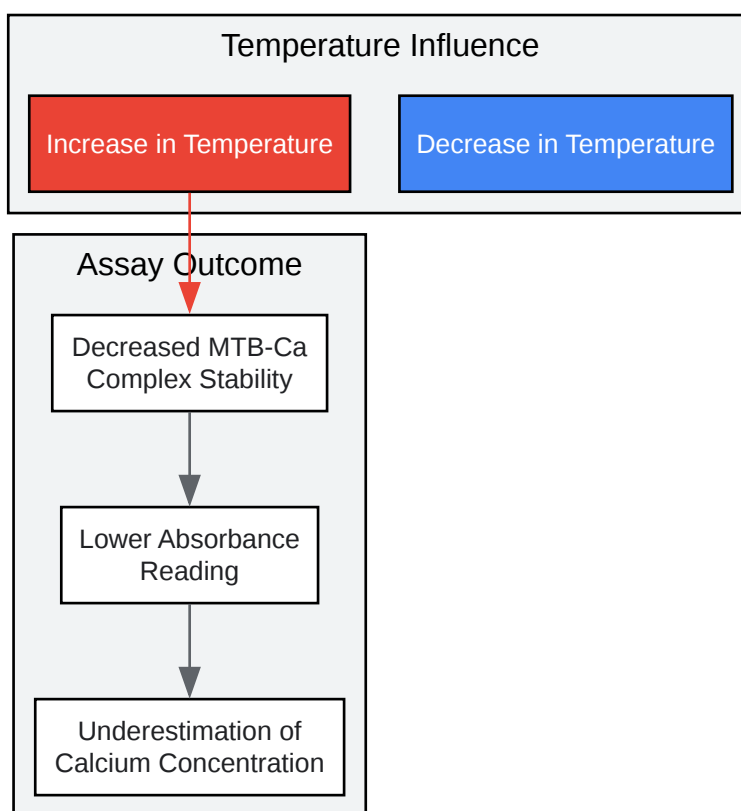 Temperature Influence
Increase in Temperature
Decrease in Temperature
Assay Outcome
Decreased MTB-Ca
Complex Stability
Lower Absorbance
Reading
Underestimation of
Calcium Concentration